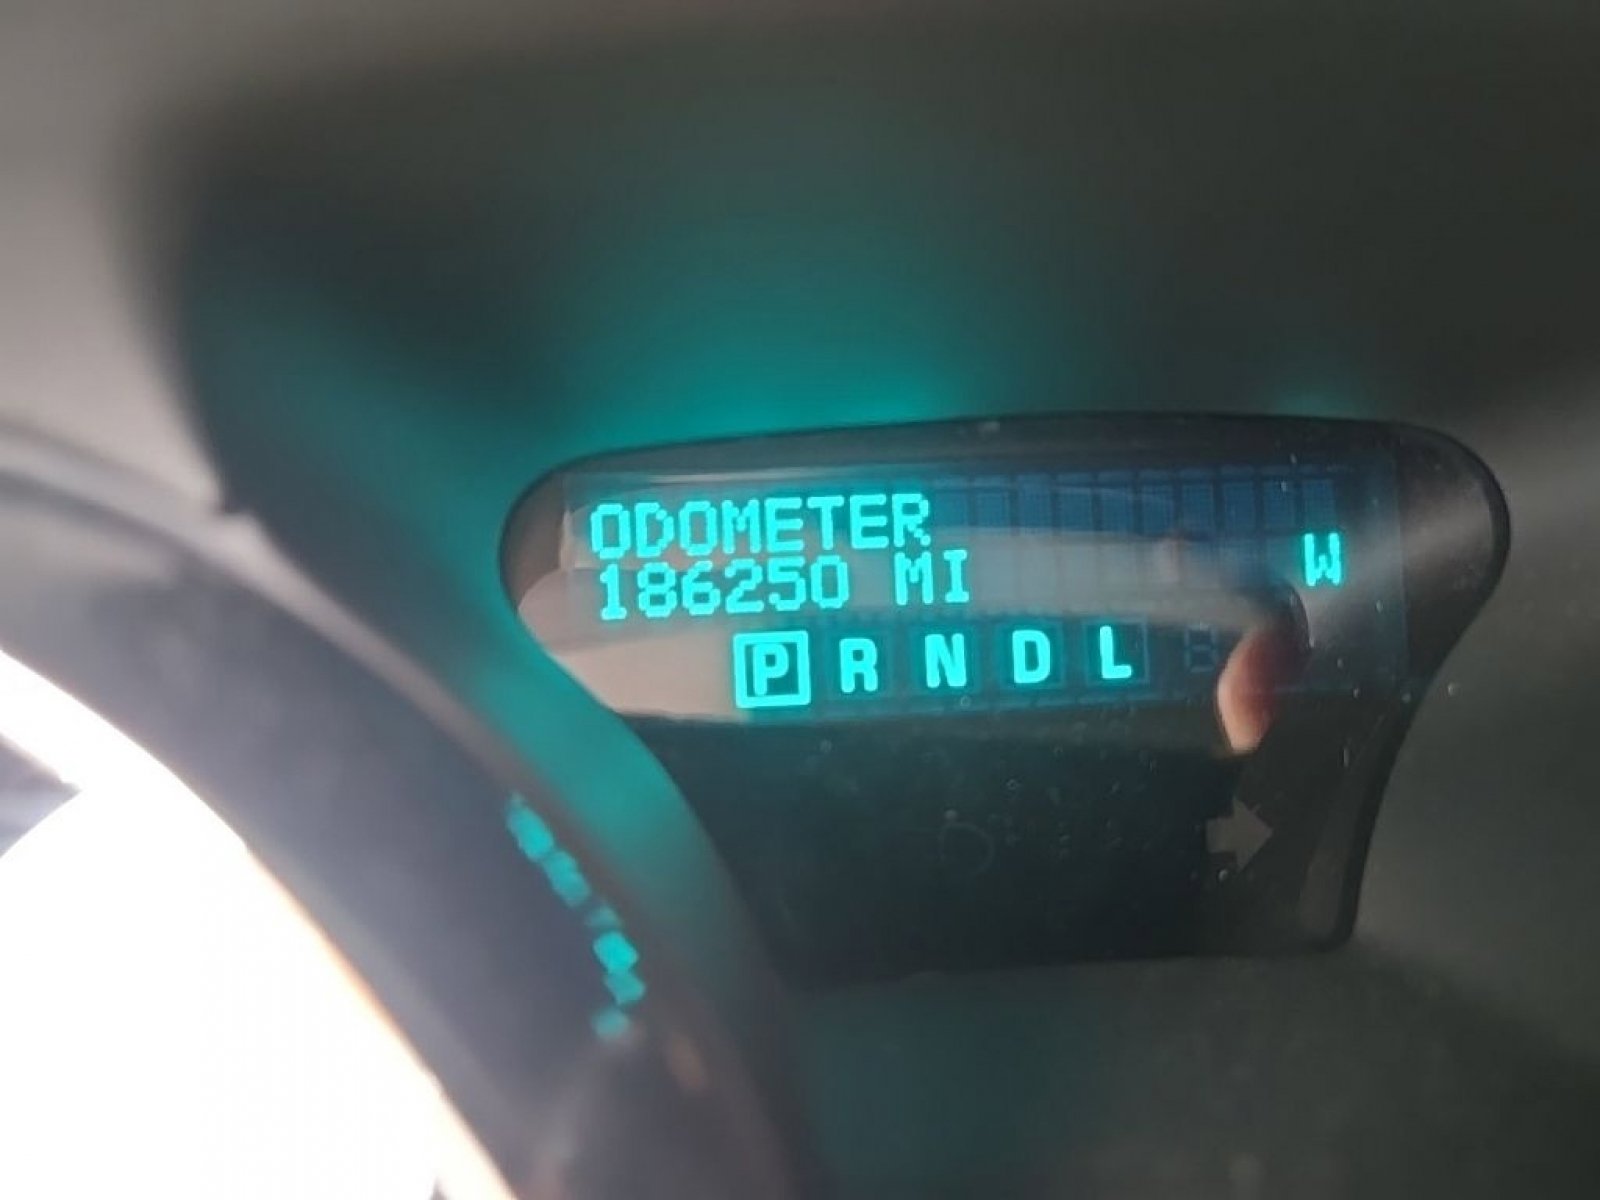 ODOMETER
186250 MI W
P R N D L